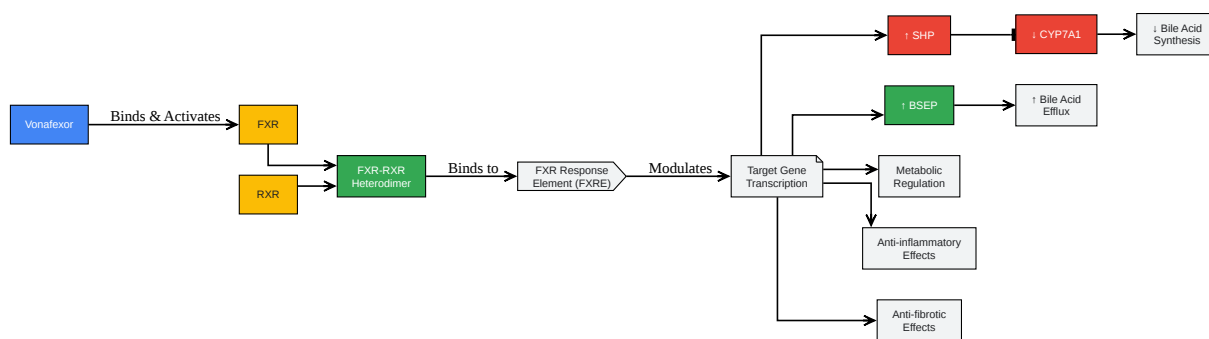 Vonafexor
Binds & Activates
FXR
RXR
FXR-RXR
Heterodimer
Binds to
FXR Response
Element (FXRE)
Modulates
Target Gene
Transcription
↑ SHP
↓ CYP7A1
↓ Bile Acid
Synthesis
↑ BSEP
↑ Bile Acid
Efflux
Metabolic
Regulation
Anti-inflammatory
Effects
Anti-fibrotic
Effects